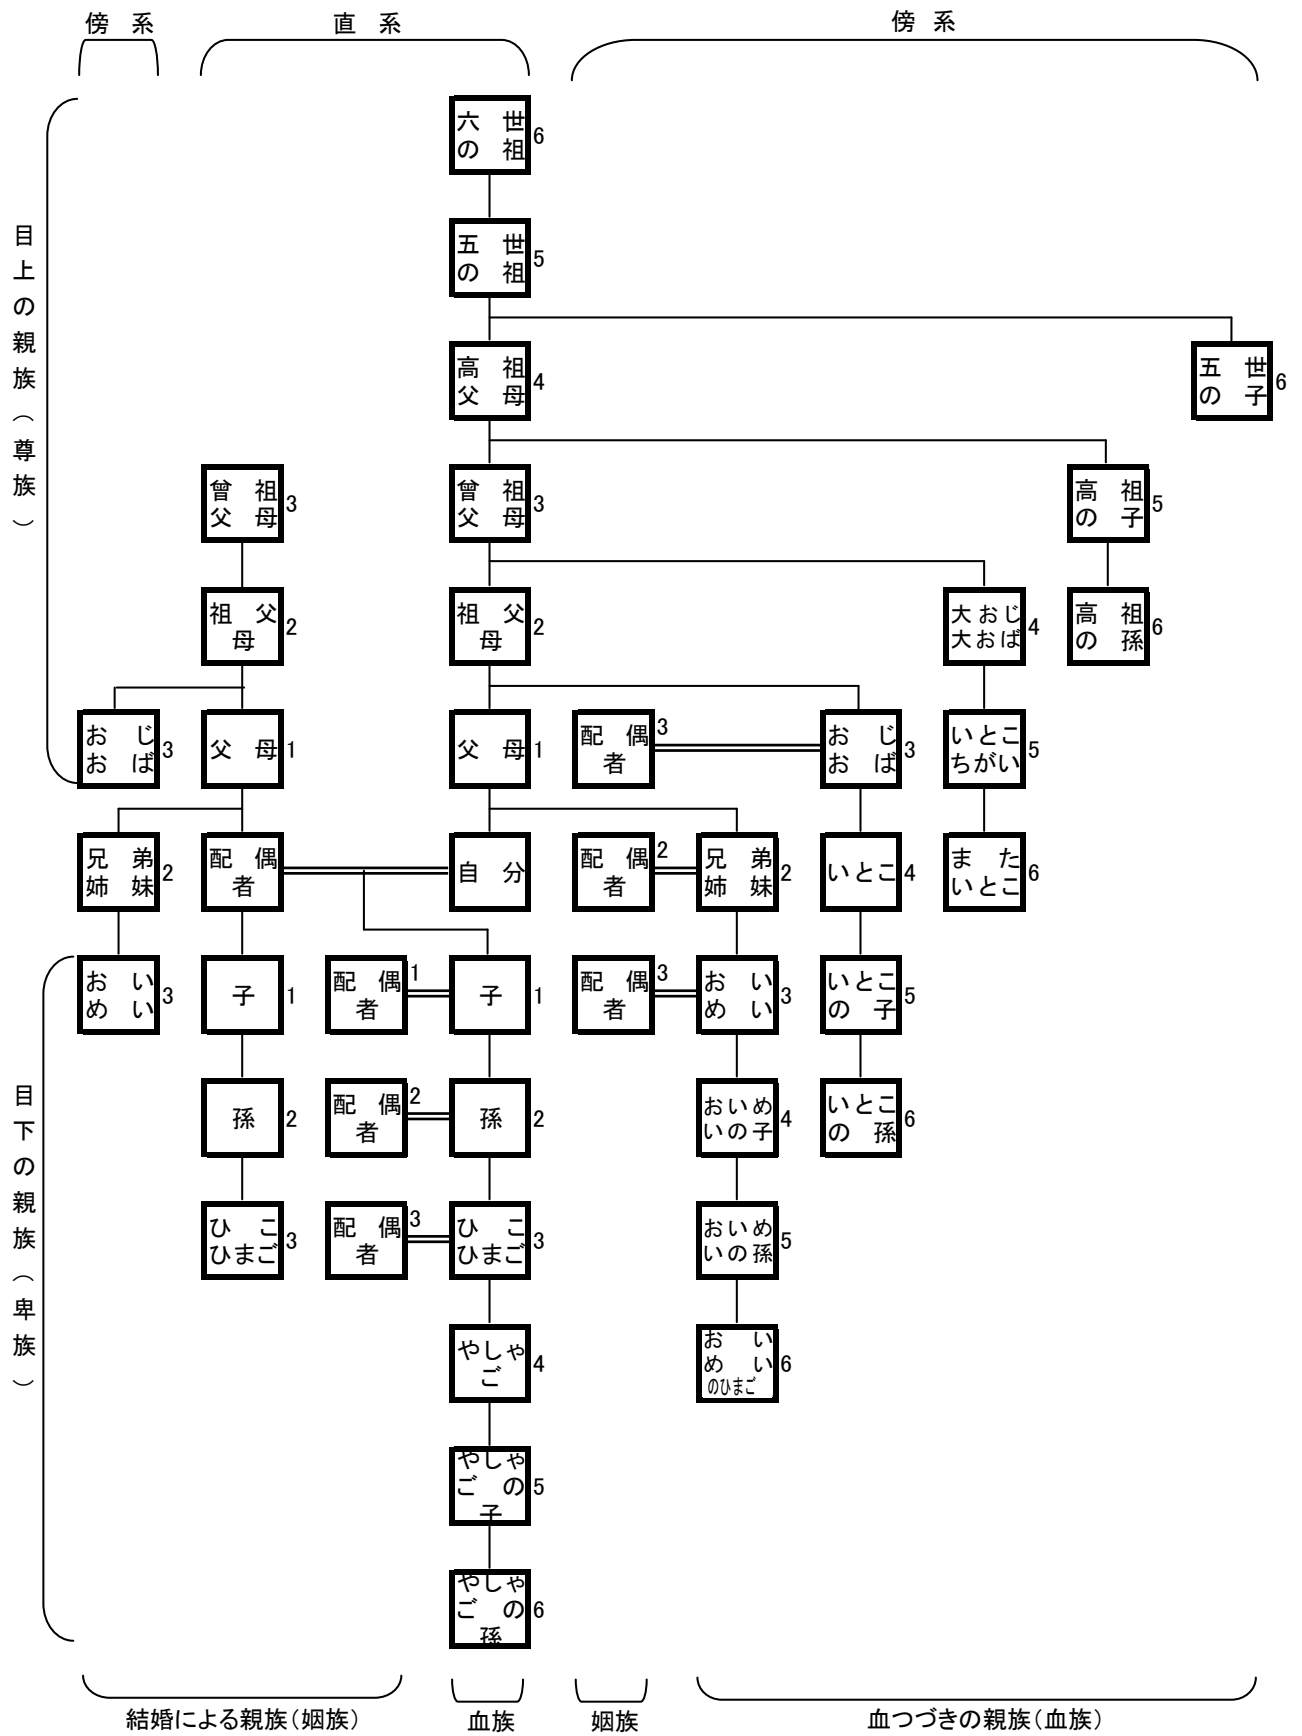 傍系
直系
傍系
六世
の祖
6
五世
の祖
5
高祖
父母
4
五世
の子
6
曾祖
父母
3
曾祖
父母
3
高祖
の子
5
祖父
母
2
祖父
母
2
大おじ
大おば
4
高祖
の孫
6
おじ
おば
3
父母
1
父母
1
配偶
者
3
おじ
おば
3
いとこ
ちがい
5
兄弟
姉妹
2
配偶
者
自分
配偶
者
2
兄弟
姉妹
2
いとこ
4
また
いとこ
6
おい
めい
3
子
1
配偶
者
1
子
1
配偶
者
3
おい
めい
3
いとこ
の子
5
孫
2
配偶
者
2
孫
2
おいめ
いの子
4
いとこ
の孫
6
ひこ
ひまご
3
配偶
者
3
ひこ
ひまご
3
おいめ
いの孫
5
やしゃ
ご
4
おい
めい
のひまご
6
やしゃ
ごの
子
5
やしゃ
ごの
孫
6
目上の親族（尊族）
目下の親族（卑族）
結婚による親族(姻族)
血族
姻族
血つづきの親族(血族)